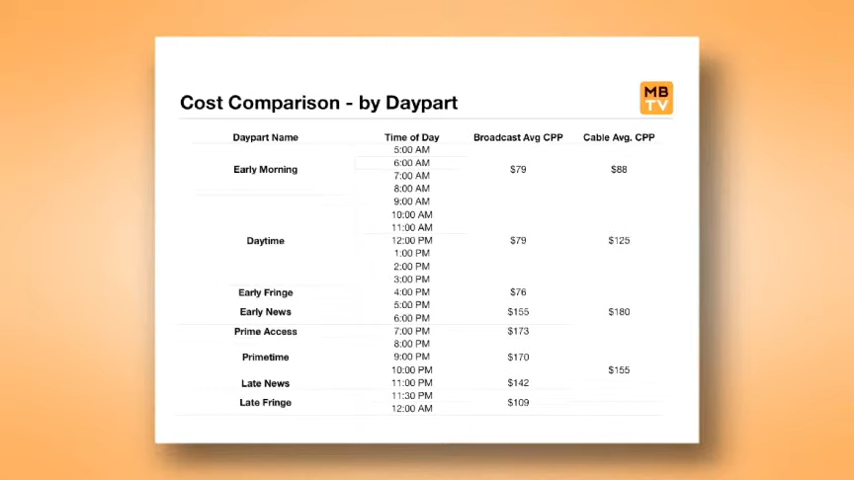 MB
TV
Cost Comparison - by Daypart
Daypart Name Time of Day Broadcast Avg CPP Cable Avg. CPP
5:00 AM
6:00 AM
Early Morning $79 $88
7:00 AM
8:00 AM
9:00 AM
10:00 AM
11:00 AM
Daytime 12:00 PM $79 $125
1:00 PM
2:00 PM
3:00 PM
Early Fringe 4:00 PM $76
5:00 PM
Early News $155 $180
6:00 PM
Prime Access 7:00 PM $173
8:00 PM
Primetime 9:00 PM $170
10:00 PM $155
Late News 11:00 PM $142
11:30 PM
Late Fringe $109
12:00 AM